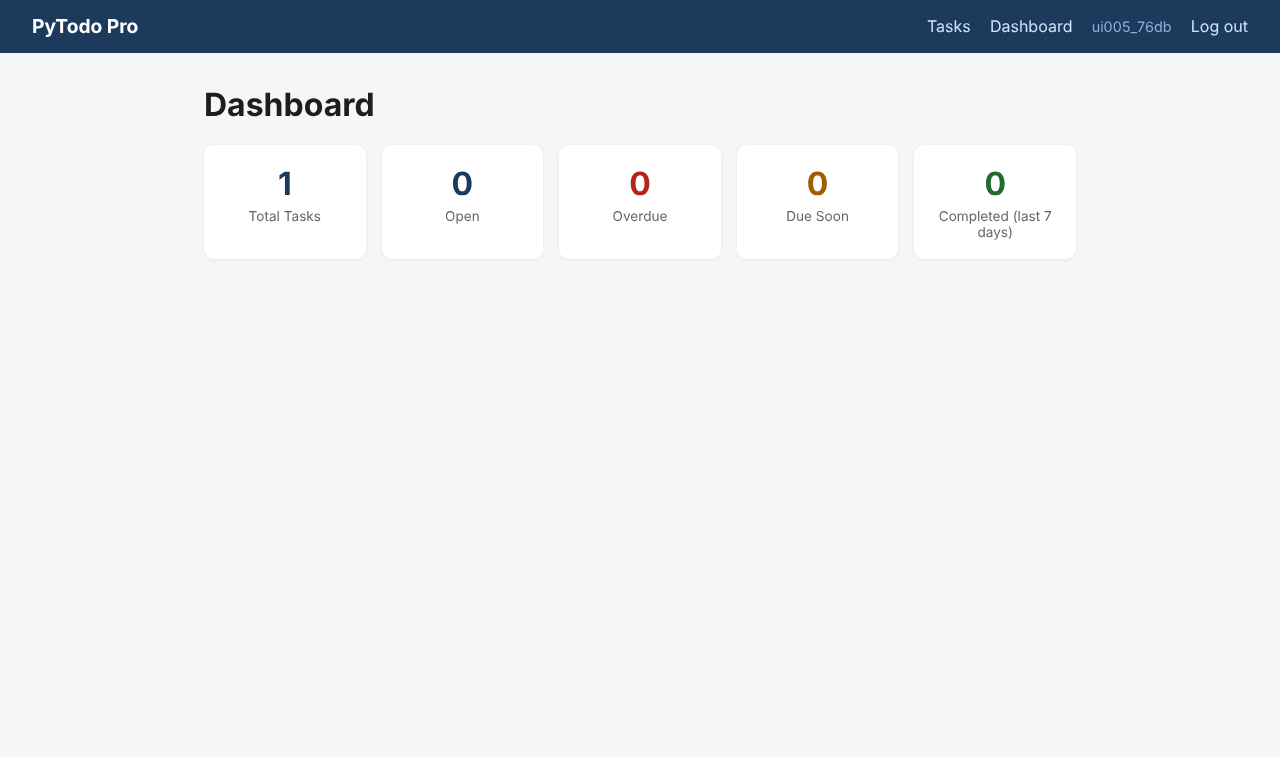 PyTodo Pro
Tasks
Dashboard
ui005_76db
Log out
Dashboard
1
Total Tasks
0
Open
0
Overdue
0
Due Soon
0
Completed (last 7
days)